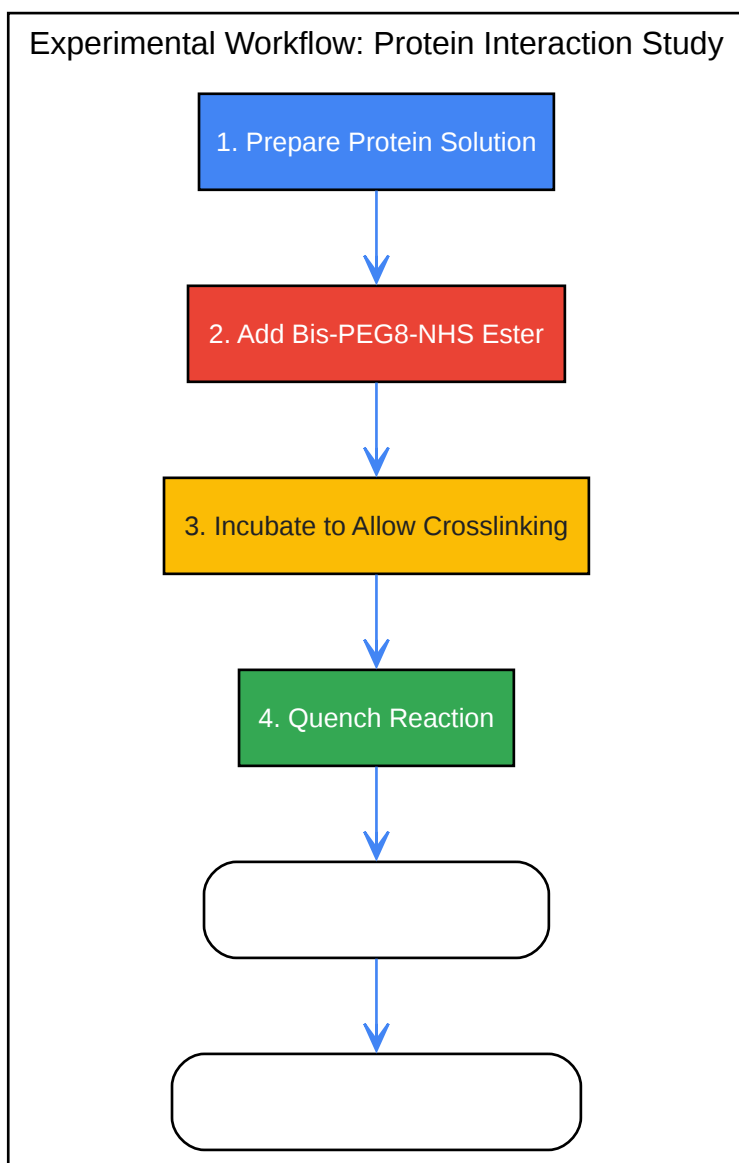 Experimental Workflow: Protein Interaction Study
1. Prepare Protein Solution
2. Add Bis-PEG8-NHS Ester
3. Incubate to Allow Crosslinking
4. Quench Reaction